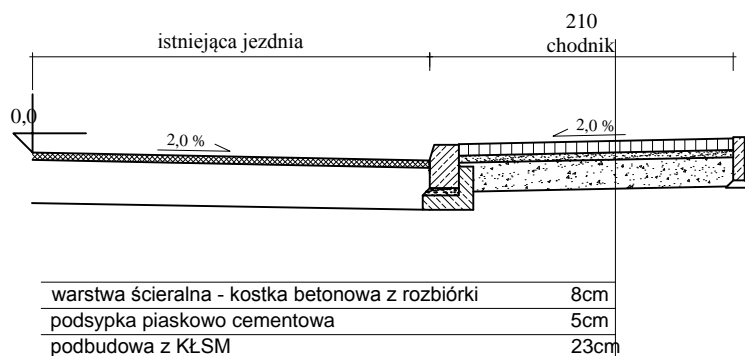 210
istniejąca jezdnia
chodnik
0,0
2,0 %
2,0 %
warstwa ścieralna - kostka betonowa z rozbiórki 8cm
podsypka piaskowo cementowa 5cm
podbudowa z KŁSM 23cm